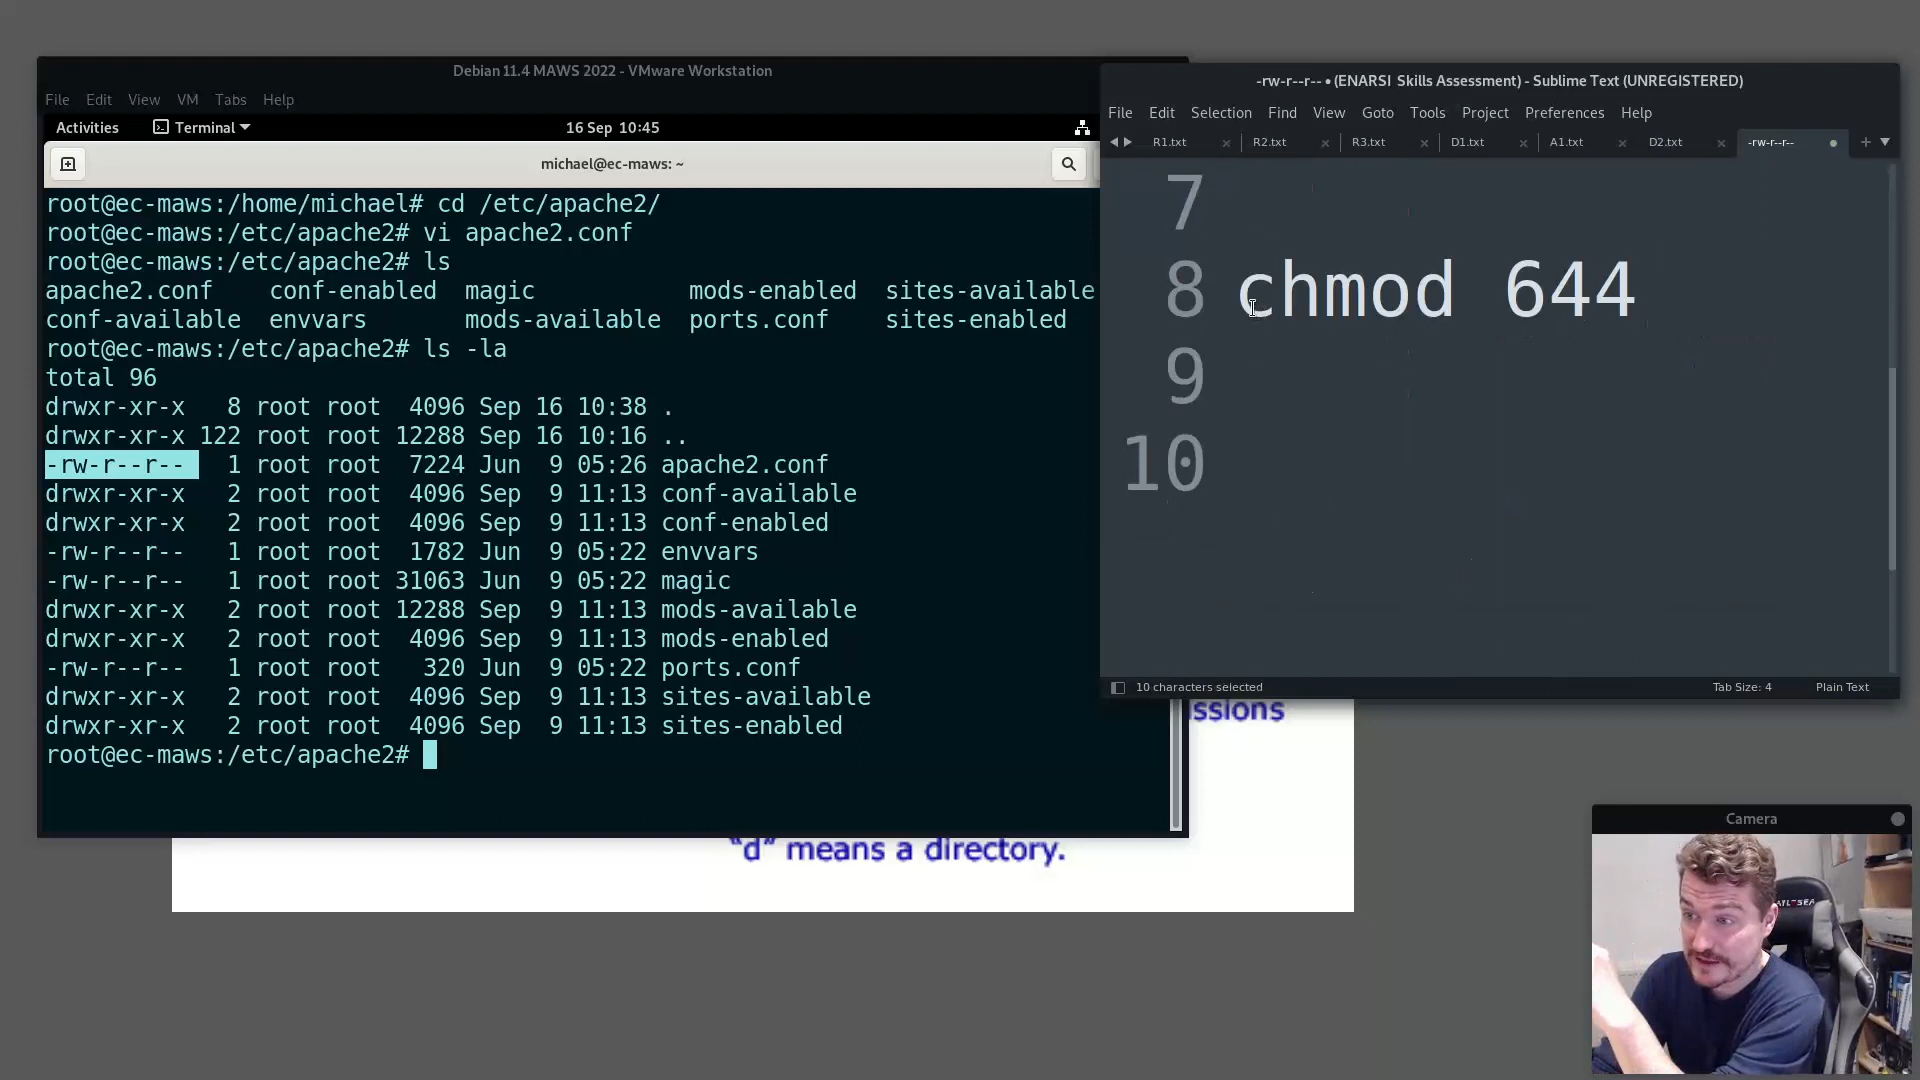 Debian 11.4 MAWS 2022 - VMware Workstation
File Edit View VM Tabs Help
Activities Terminal 16 Sep 10:45
michael@ec-maws: ~
root@ec-maws:/home/michael# cd /etc/apache2/
root@ec-maws:/etc/apache2# vi apache2.conf
root@ec-maws:/etc/apache2# ls
apache2.conf conf-enabled magic mods-enabled sites-available
conf-available envvars mods-available ports.conf sites-enabled
root@ec-maws:/etc/apache2# ls -la
total 96
drwxr-xr-x 8 root root 4096 Sep 16 10:38 .
drwxr-xr-x 122 root root 12288 Sep 16 10:16 ..
-rw-r--r-- 1 root root 7224 Jun 9 05:26 apache2.conf
drwxr-xr-x 2 root root 4096 Sep 9 11:13 conf-available
drwxr-xr-x 2 root root 4096 Sep 9 11:13 conf-enabled
-rw-r--r-- 1 root root 1782 Jun 9 05:22 envvars
-rw-r--r-- 1 root root 31063 Jun 9 05:22 magic
drwxr-xr-x 2 root root 12288 Sep 9 11:13 mods-available
drwxr-xr-x 2 root root 4096 Sep 9 11:13 mods-enabled
-rw-r--r-- 1 root root 320 Jun 9 05:22 ports.conf
drwxr-xr-x 2 root root 4096 Sep 9 11:13 sites-available
drwxr-xr-x 2 root root 4096 Sep 9 11:13 sites-enabled
root@ec-maws:/etc/apache2#
-rw-r--r-- • (ENARSI Skills Assessment) - Sublime Text (UNREGISTERED)
File Edit Selection Find View Goto Tools Project Preferences Help
R1.txt R2.txt R3.txt D1.txt A1.txt D2.txt -rw-r--r--
7
8 chmod 644
9
10
10 characters selected Tab Size: 4 Plain Text
ssions
"d" means a directory.
Camera